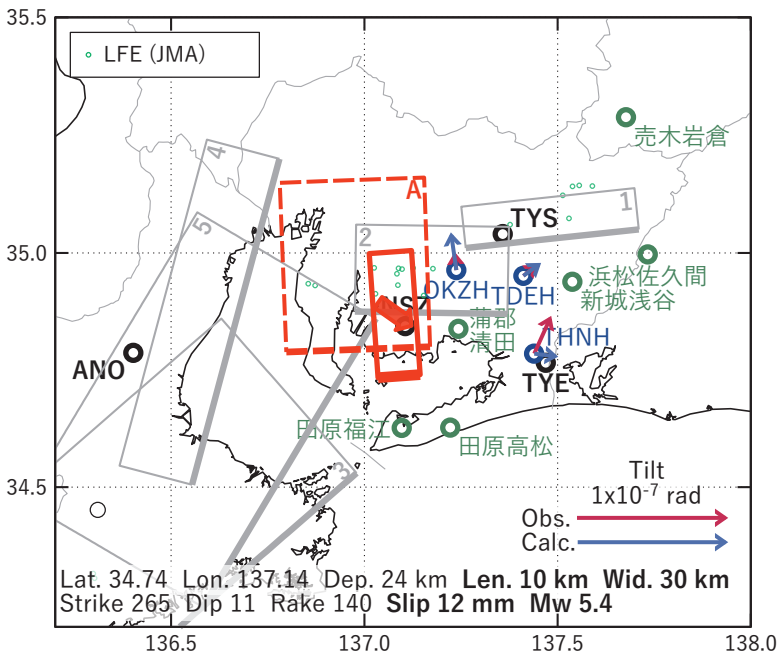 35.5
LFE (JMA)
売木岩倉
4
A
1
5
TYS
2
35.0
OKZH
TDEH
浜松佐久間
新城浅谷
NSZ
蒲郡
清田
THNH
ANO
TYE
田原福江
田原高松
3
34.5
Tilt
1x10⁻⁷ rad
Obs.
Calc.
Lat. 34.74 Lon. 137.14 Dep. 24 km Len. 10 km Wid. 30 km
Strike 265 Dip 11 Rake 140 Slip 12 mm Mw 5.4
136.5 137.0 137.5 138.0